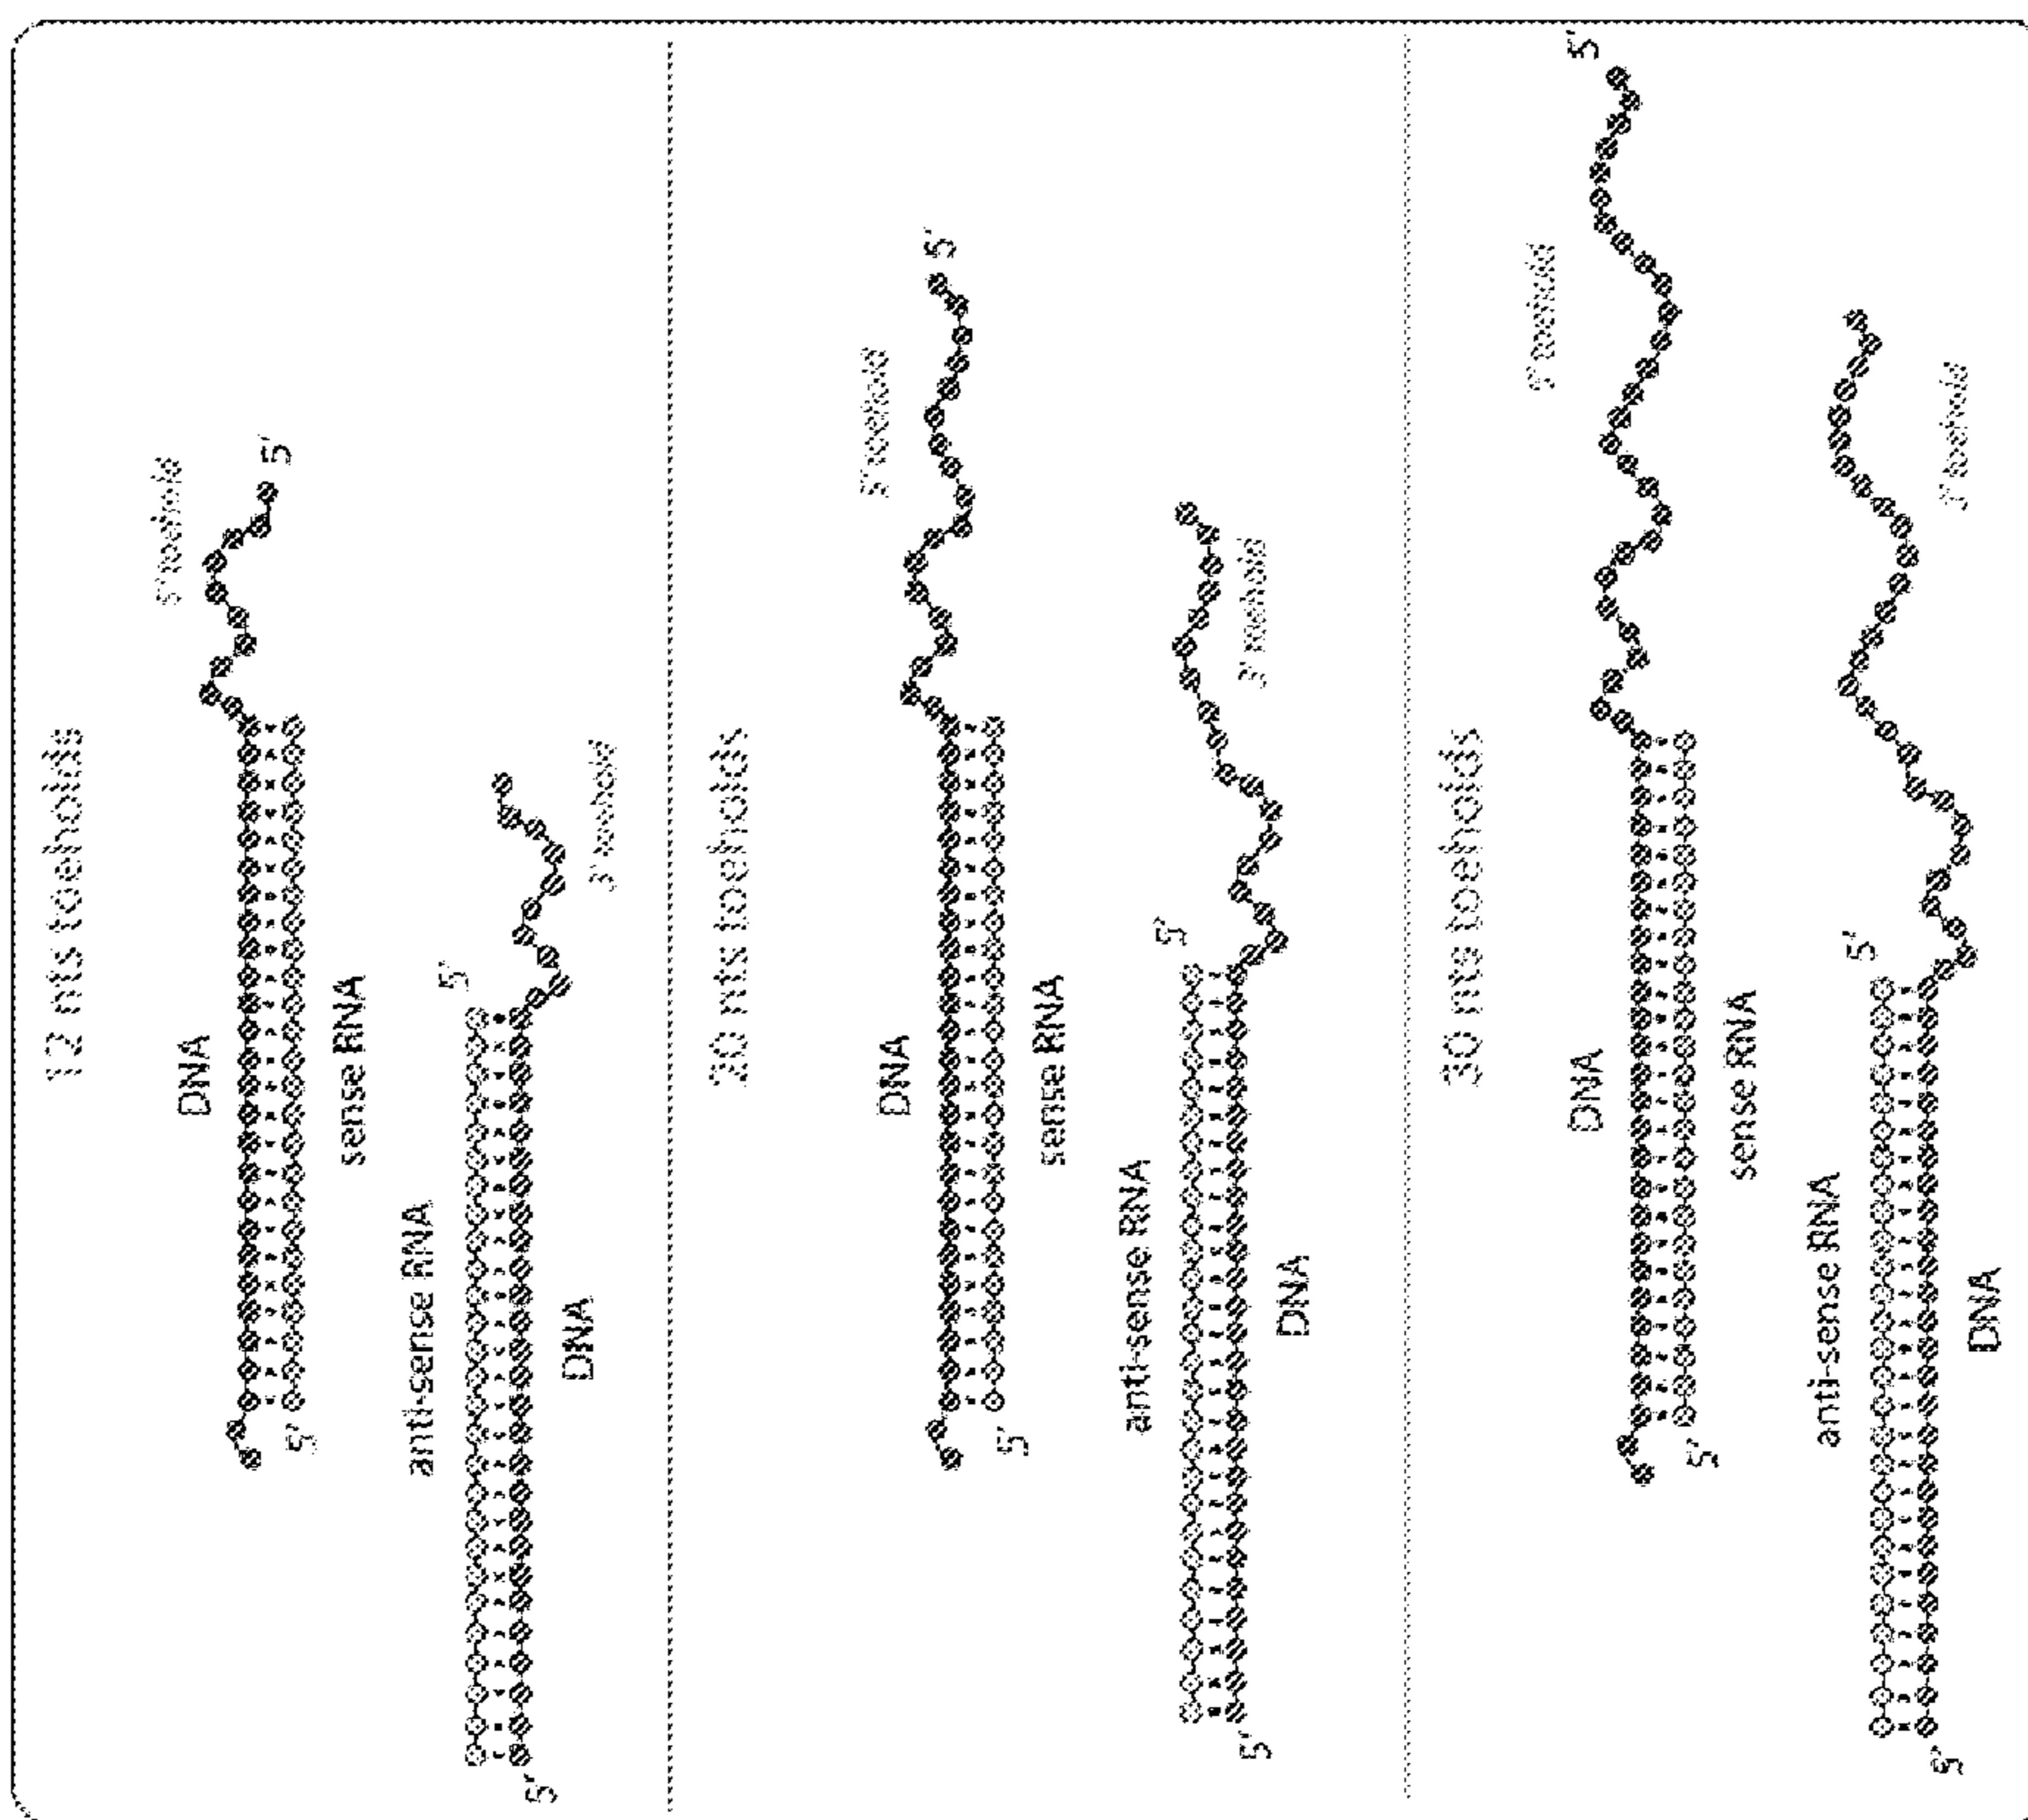 12 nts toeholds
5' toehold
5'
DNA
sense RNA
5'
3' toehold
5'
anti-sense RNA
DNA
5'
20 nts toeholds
5' toehold
5'
DNA
sense RNA
5'
3' toehold
5'
anti-sense RNA
DNA
5'
30 nts toeholds
5' toehold
5'
DNA
sense RNA
5'
3' toehold
5'
anti-sense RNA
DNA
5'